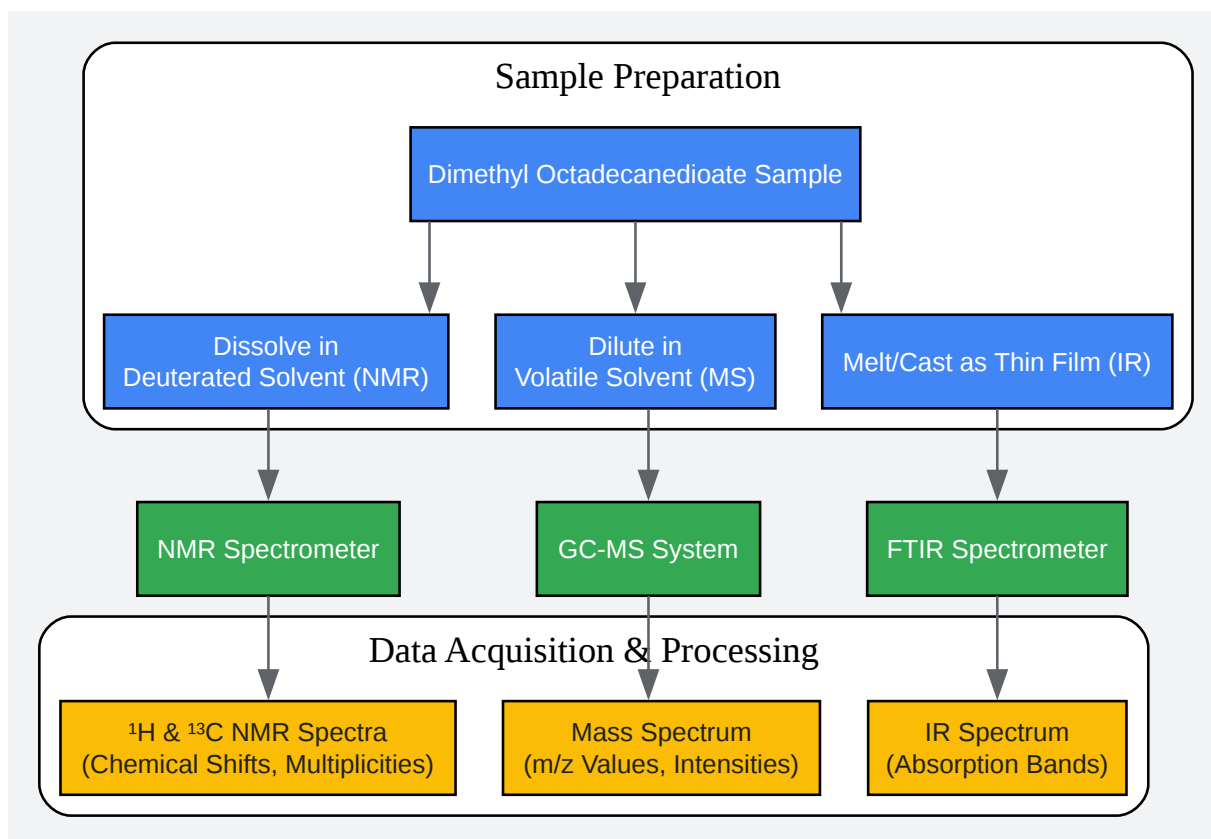 Sample Preparation
Dimethyl Octadecanedioate Sample
Dissolve in
Deuterated Solvent (NMR)
Dilute in
Volatile Solvent (MS)
Melt/Cast as Thin Film (IR)
NMR Spectrometer
GC-MS System
FTIR Spectrometer
Data Acquisition & Processing
¹H & ¹³C NMR Spectra
(Chemical Shifts, Multiplicities)
Mass Spectrum
(m/z Values, Intensities)
IR Spectrum
(Absorption Bands)